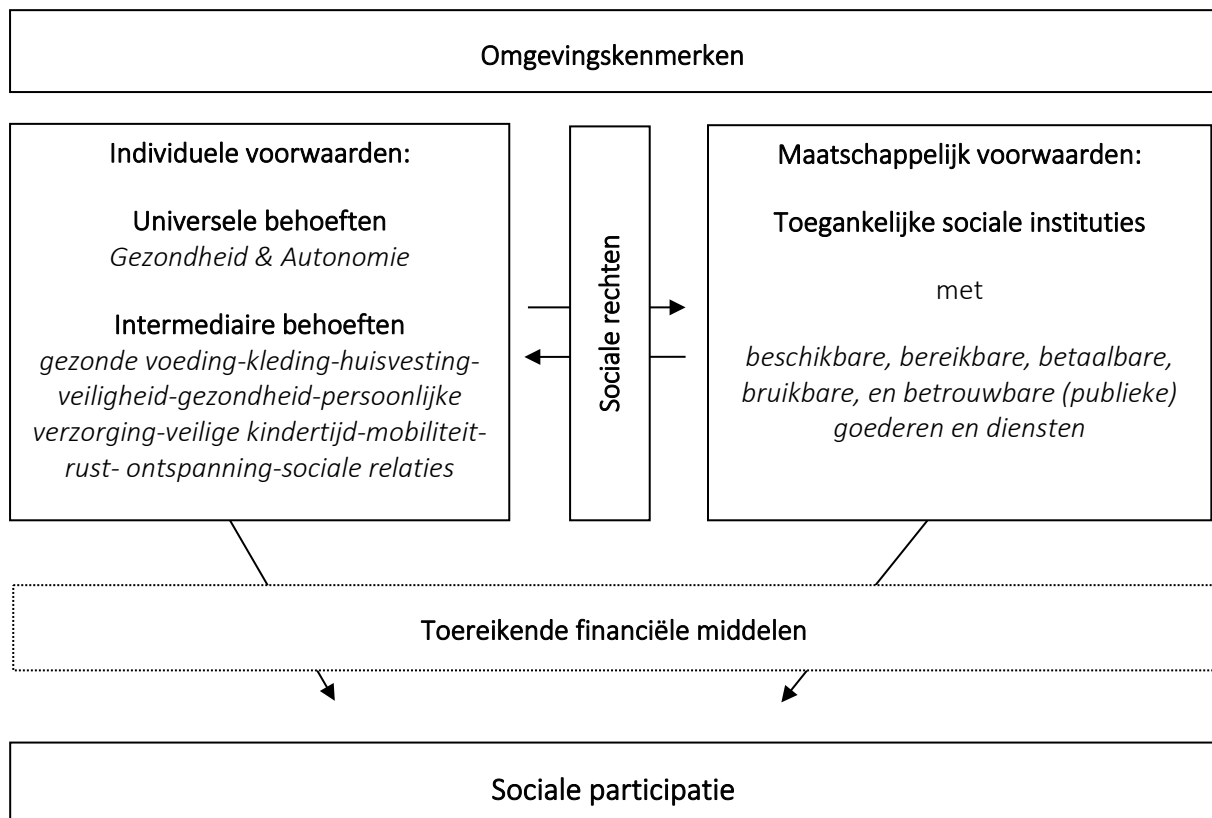 Omgevingskenmerken
Individuele voorwaarden:
Universele behoeften
Gezondheid & Autonomie
Intermediaire behoeften
gezonde voeding-kleding-huisvesting-
veiligheid-gezondheid-persoonlijke
verzorging-veilige kindertijd-mobiliteit-
rust- ontspanning-sociale relaties
Sociale rechten
Maatschappelijk voorwaarden:
Toegankelijke sociale instituties
met
beschikbare, bereikbare, betaalbare,
bruikbare, en betrouwbare (publieke)
goederen en diensten
Toereikende financiële middelen
Sociale participatie